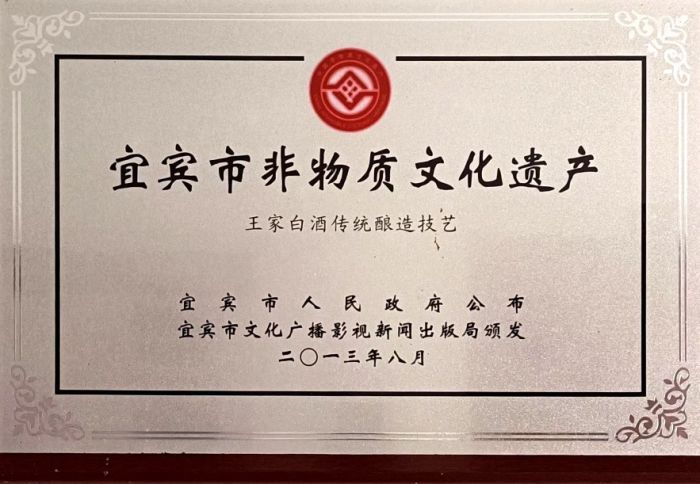 宜宾市非物质文化遗产
王家白酒传统酿造技艺
宜宾市人民政府公布
宜宾市文化广播影视新闻出版局颁发
二〇一三年八月